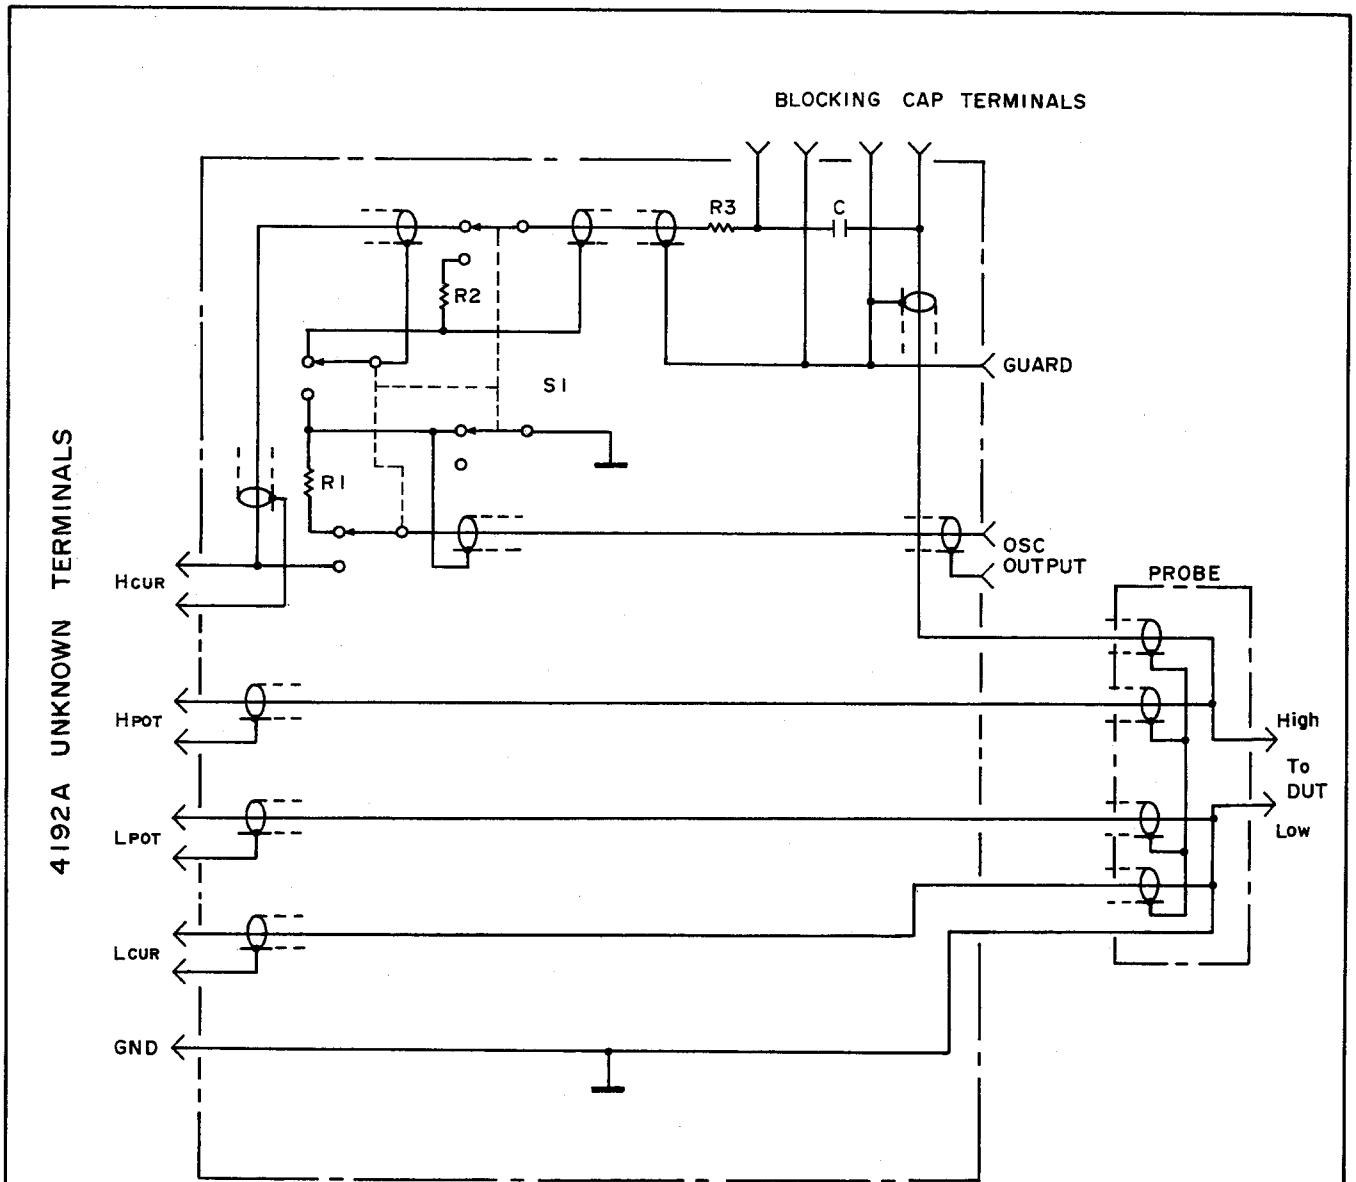 BLOCKING CAP TERMINALS
R3
C
R2
GUARD
S1
R1
OSC
OUTPUT
PROBE
4192A UNKNOWN TERMINALS
HCUR
HPOT
High
To
DUT
Low
LPOT
LCUR
GND